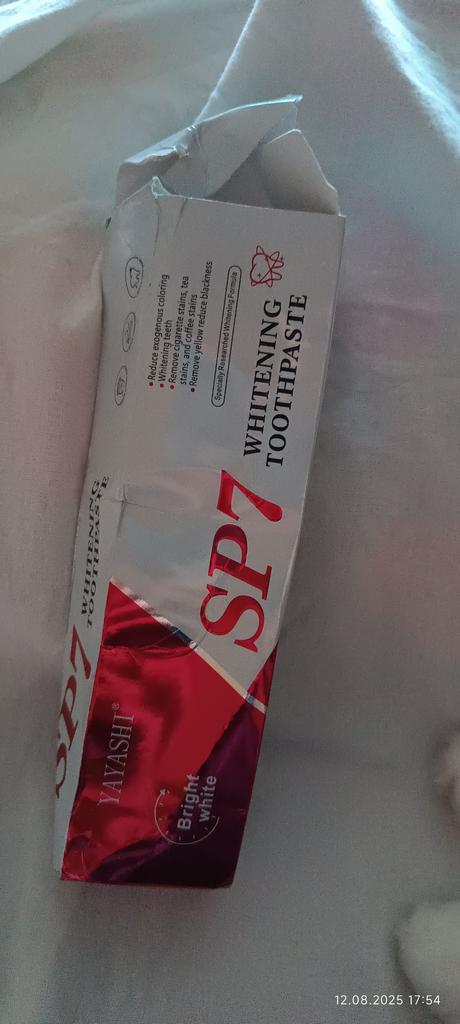 SP7
WHITENING
TOOTHPASTE
Specially Researched Whitening Formula
• Reduce exogenous coloring
• Whitening teeth
• Remove cigarette stains, tea
stains, and coffee stains
• Remove yellow reduce blackness
YAYASHI®
Bright
white
SP7
WHITENING
TOOTHPASTE
12.08.2025 17:54